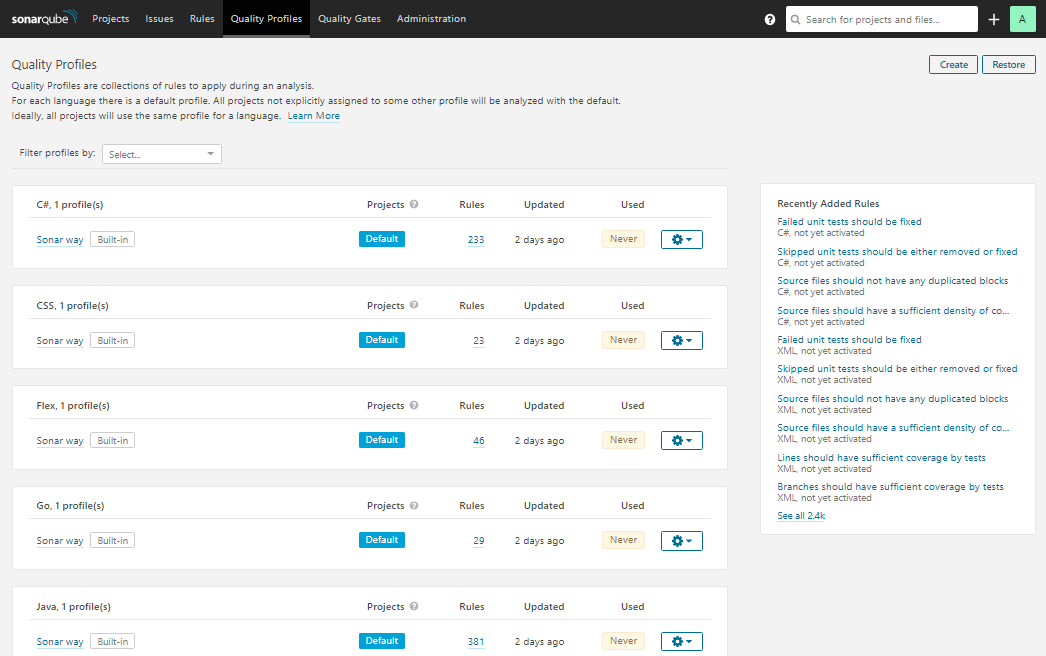 sonarqube Projects Issues Rules Quality Profiles Quality Gates Administration ? Search for projects and files... + A
Quality Profiles
Create Restore
Quality Profiles are collections of rules to apply during an analysis.
For each language there is a default profile. All projects not explicitly assigned to some other profile will be analyzed with the default.
Ideally, all projects will use the same profile for a language. Learn More
Filter profiles by: Select...
C#, 1 profile(s) Projects ? Rules Updated Used
Sonar way Built-in Default 233 2 days ago Never
CSS, 1 profile(s) Projects ? Rules Updated Used
Sonar way Built-in Default 23 2 days ago Never
Flex, 1 profile(s) Projects ? Rules Updated Used
Sonar way Built-in Default 46 2 days ago Never
Go, 1 profile(s) Projects ? Rules Updated Used
Sonar way Built-in Default 29 2 days ago Never
Java, 1 profile(s) Projects ? Rules Updated Used
Sonar way Built-in Default 381 2 days ago Never
Recently Added Rules
Failed unit tests should be fixed
C#, not yet activated
Skipped unit tests should be either removed or fixed
C#, not yet activated
Source files should not have any duplicated blocks
C#, not yet activated
Source files should have a sufficient density of co...
C#, not yet activated
Failed unit tests should be fixed
XML, not yet activated
Skipped unit tests should be either removed or fixed
XML, not yet activated
Source files should not have any duplicated blocks
XML, not yet activated
Source files should have a sufficient density of co...
XML, not yet activated
Lines should have sufficient coverage by tests
XML, not yet activated
Branches should have sufficient coverage by tests
XML, not yet activated
See all 2.4k